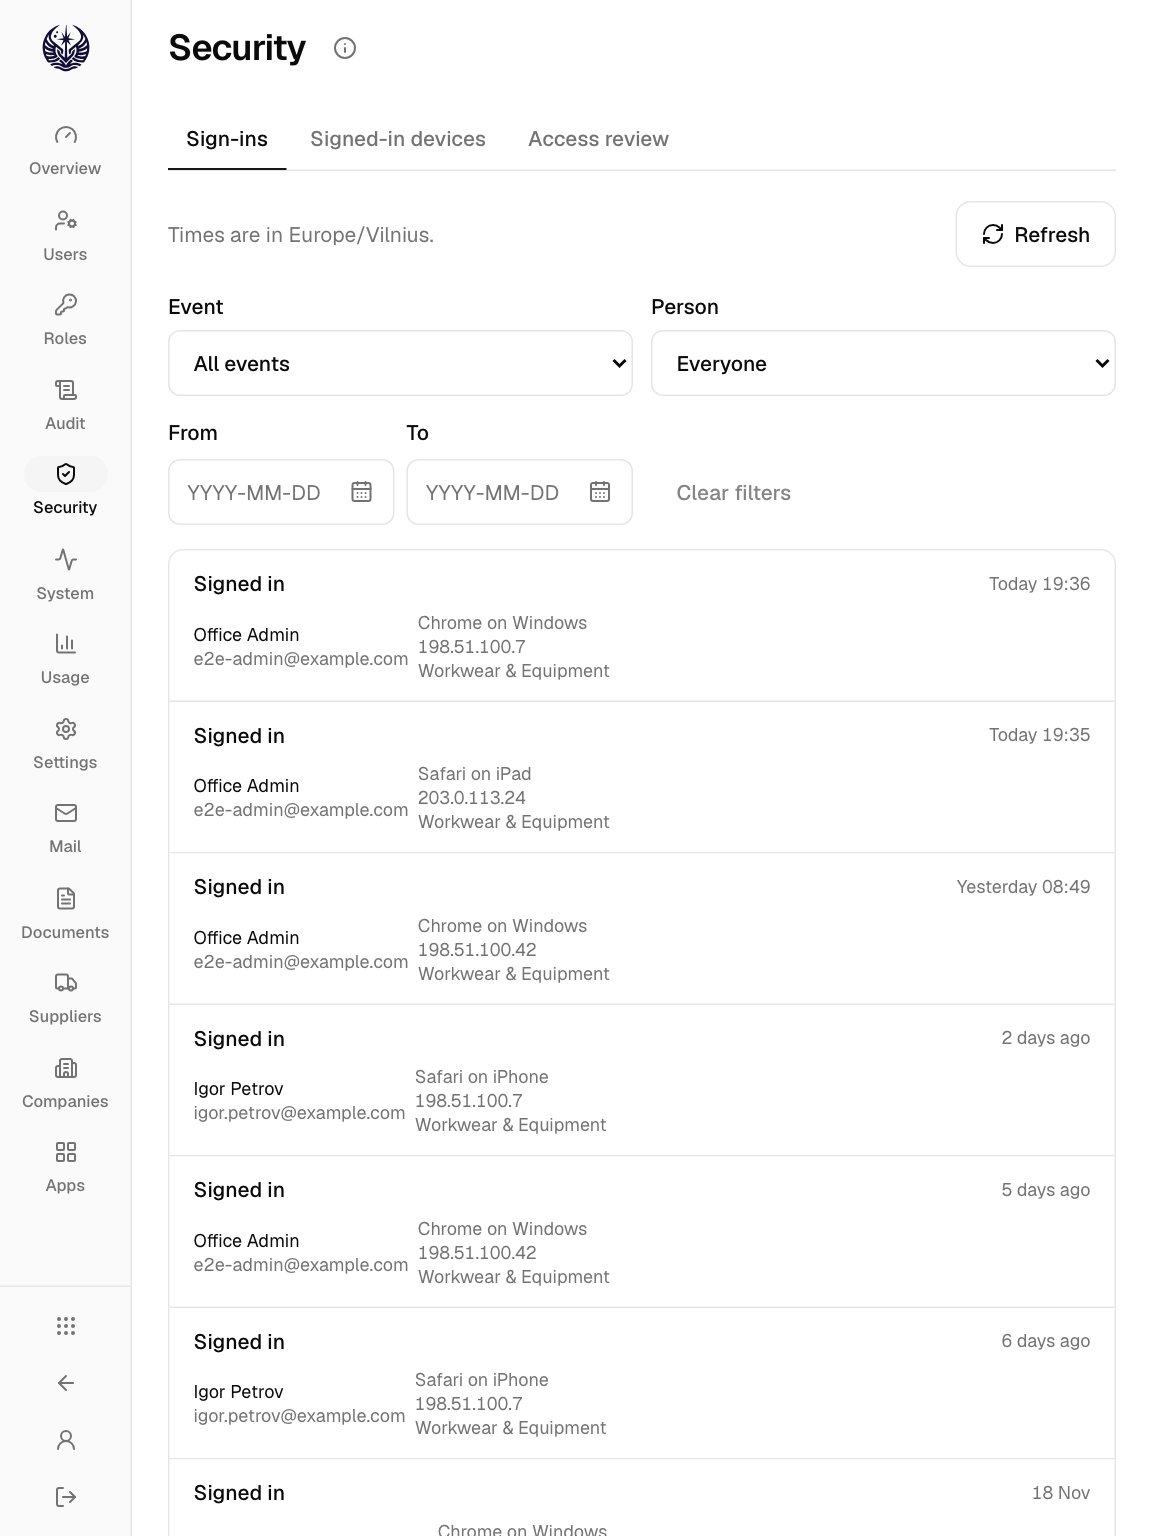 Security
Overview
Users
Roles
Audit
Security
System
Usage
Settings
Mail
Documents
Suppliers
Companies
Apps
Sign-ins
Signed-in devices
Access review
Times are in Europe/Vilnius.
Refresh
Event
Person
All events
Everyone
From
To
YYYY-MM-DD
YYYY-MM-DD
Clear filters
Signed in
Today 19:36
Office Admin
e2e-admin@example.com
Chrome on Windows
198.51.100.7
Workwear & Equipment
Signed in
Today 19:35
Office Admin
e2e-admin@example.com
Safari on iPad
203.0.113.24
Workwear & Equipment
Signed in
Yesterday 08:49
Office Admin
e2e-admin@example.com
Chrome on Windows
198.51.100.42
Workwear & Equipment
Signed in
2 days ago
Igor Petrov
igor.petrov@example.com
Safari on iPhone
198.51.100.7
Workwear & Equipment
Signed in
5 days ago
Office Admin
e2e-admin@example.com
Chrome on Windows
198.51.100.42
Workwear & Equipment
Signed in
6 days ago
Igor Petrov
igor.petrov@example.com
Safari on iPhone
198.51.100.7
Workwear & Equipment
Signed in
18 Nov
Chrome on Windows